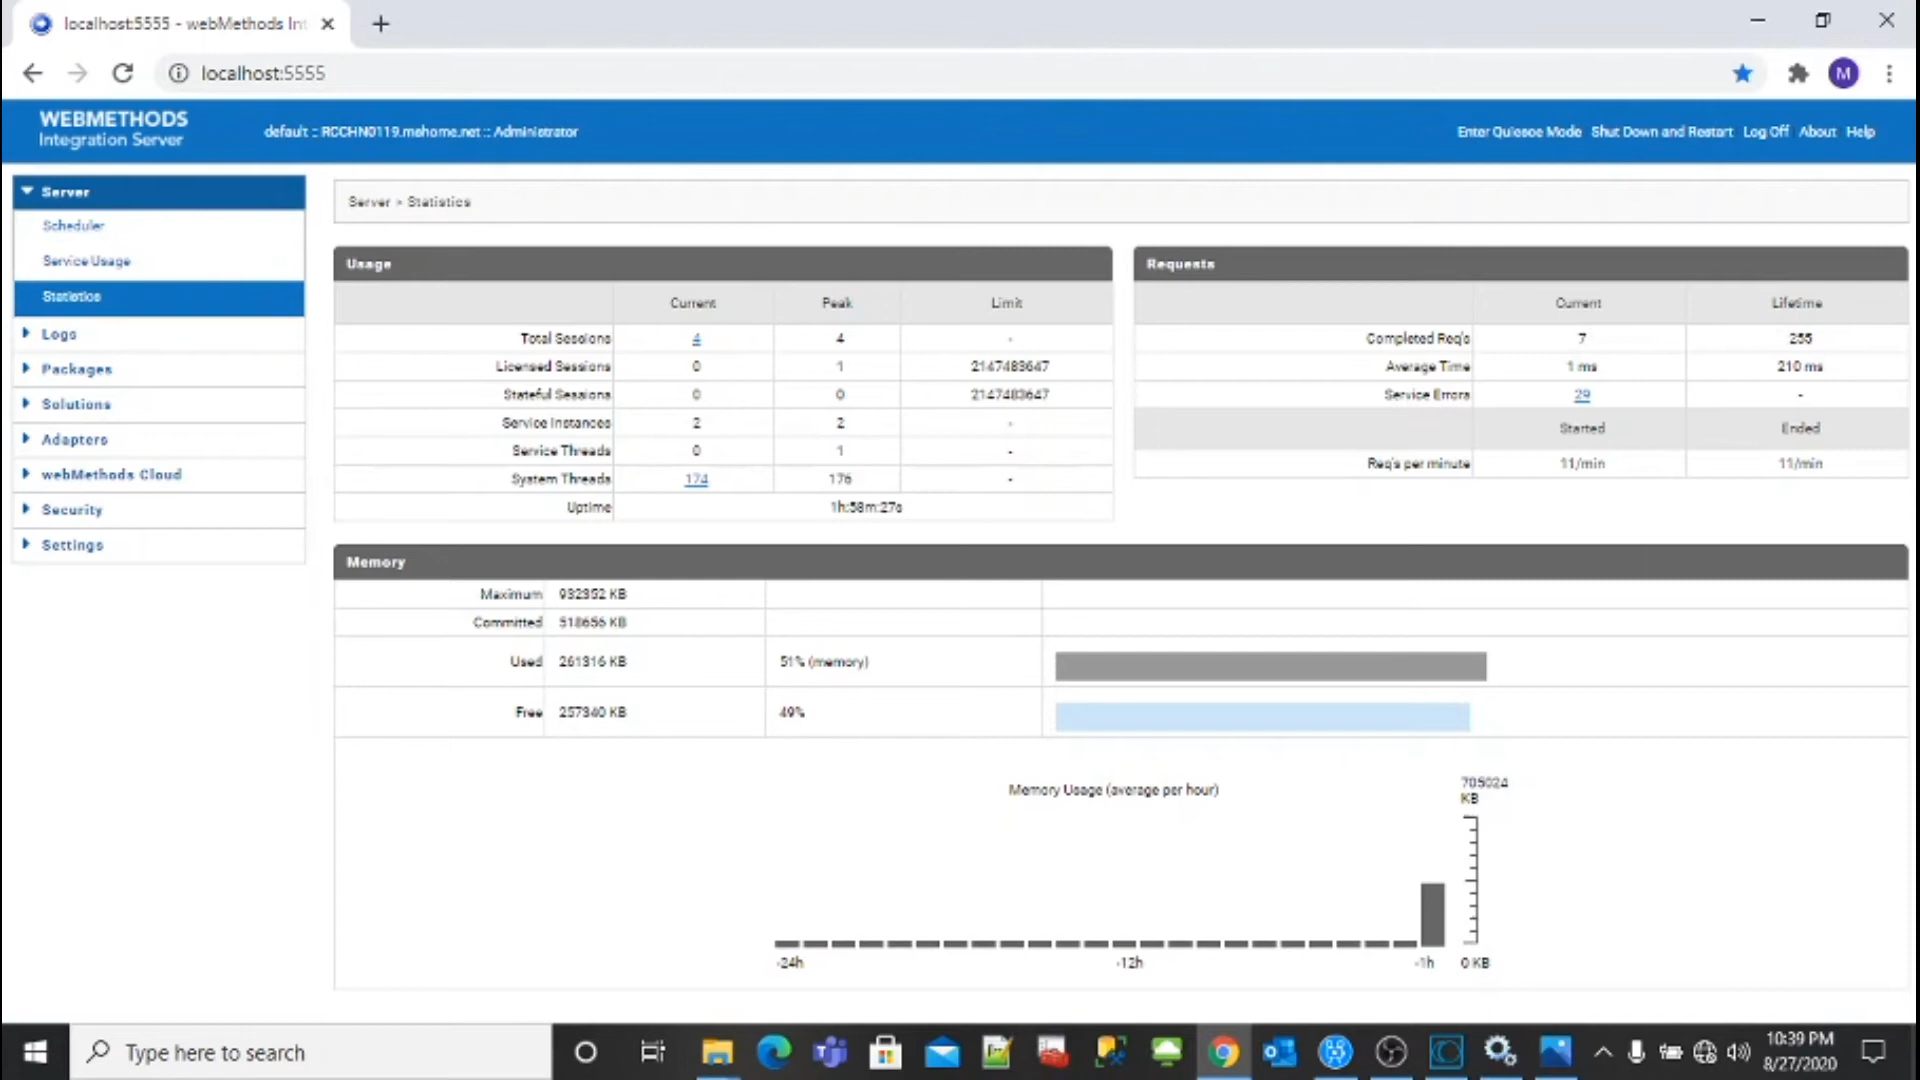 localhost:5555 - webMethods Int
localhost:5555
M
WEBMETHODS
Integration Server
default :: RCCHN0119.mshome.net :: Administrator
Enter Quiesce Mode Shut Down and Restart Log Off About Help
Server
Scheduler
Service Usage
Statistics
Logs
Packages
Solutions
Adapters
webMethods Cloud
Security
Settings
Server > Statistics
Usage
Current Peak Limit
Total Sessions 4 4 -
Licensed Sessions 0 1 2147483647
Stateful Sessions 0 0 2147483647
Service Instances 2 2 -
Service Threads 0 1 -
System Threads 174 176 -
Uptime 1h:58m:27s
Requests
Current Lifetime
Completed Req's 7 255
Average Time 1 ms 210 ms
Service Errors 29 -
Started Ended
Req's per minute 11/min 11/min
Memory
Maximum 932352 KB
Committed 518656 KB
Used 261316 KB 51% (memory)
Free 257340 KB 49%
Memory Usage (average per hour)
705024
KB
-24h -12h -1h 0 KB
Type here to search
10:39 PM
8/27/2020